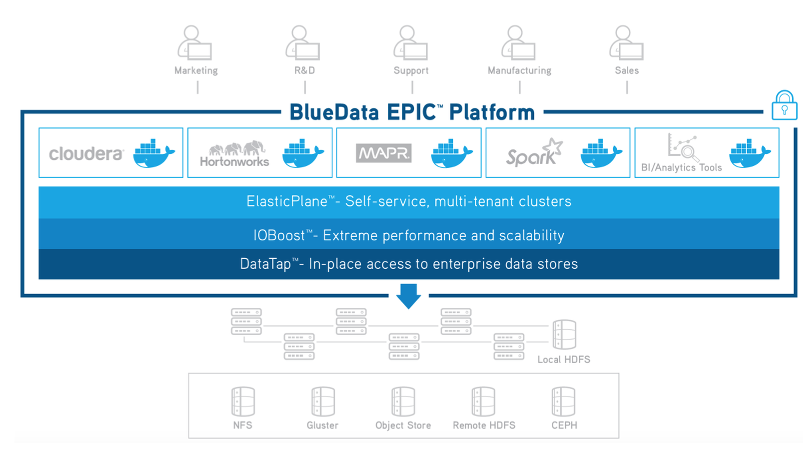 Marketing
R&D
Support
Manufacturing
Sales
BlueData EPIC™ Platform
cloudera
Hortonworks
MAPR.
Spark
BI/Analytics Tools
ElasticPlane™- Self-service, multi-tenant clusters
IOBoost™- Extreme performance and scalability
DataTap™- In-place access to enterprise data stores
Local HDFS
NFS
Gluster
Object Store
Remote HDFS
CEPH